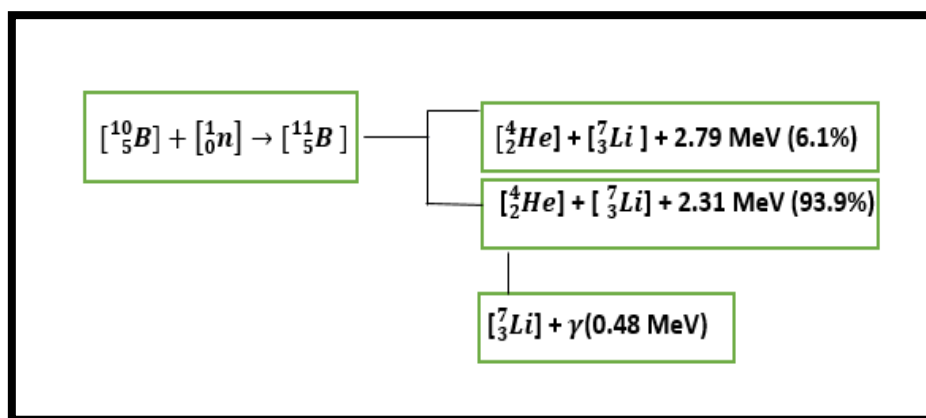 [¹⁰₅B] + [¹₀n] → [¹¹₅B ]
[⁴₂He] + [⁷₃Li ] + 2.79 MeV (6.1%)
[⁴₂He] + [ ⁷₃Li] + 2.31 MeV (93.9%)
[⁷₃Li] + γ(0.48 MeV)